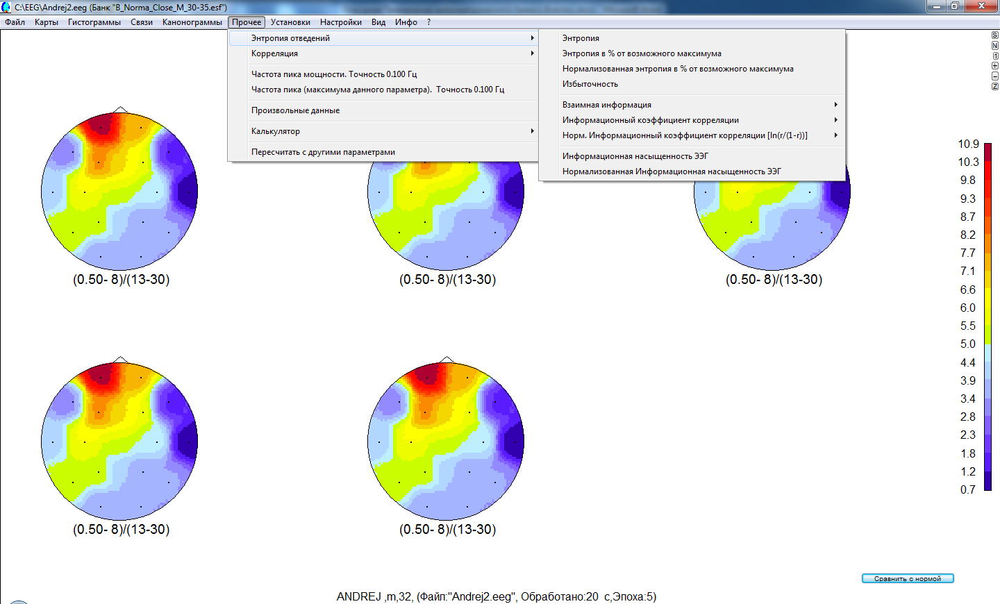 C:\EEG\Andrej2.eeg (Банк "B_Norma_Close_M_30-35.esf")
Файл Карты Гистограммы Связи Канонограммы Прочее Установки Настройки Вид Инфо ?
Энтропия отведений
Корреляция
Частота пика мощности. Точность 0.100 Гц
Частота пика (максимума данного параметра). Точность 0.100 Гц
Произвольные данные
Калькулятор
Пересчитать с другими параметрами
Энтропия
Энтропия в % от возможного максимума
Нормализованная энтропия в % от возможного максимума
Избыточность
Взаимная информация
Информационный коэффициент корреляции
Норм. Информационный коэффициент корреляции [ln(r/(1-r))]
Информационная насыщенность ЭЭГ
Нормализованная Информационная насыщенность ЭЭГ
S
N
1
+
−
Z
10.9
10.3
9.8
9.3
8.7
8.2
7.7
7.1
6.6
6.0
5.5
5.0
4.4
3.9
3.4
2.8
2.3
1.8
1.2
0.7
(0.50- 8)/(13-30)
(0.50- 8)/(13-30)
(0.50- 8)/(13-30)
(0.50- 8)/(13-30)
(0.50- 8)/(13-30)
Сравнить с нормой
ANDREJ ,m,32, (Файл:"Andrej2.eeg", Обработано:20 с,Эпоха:5)